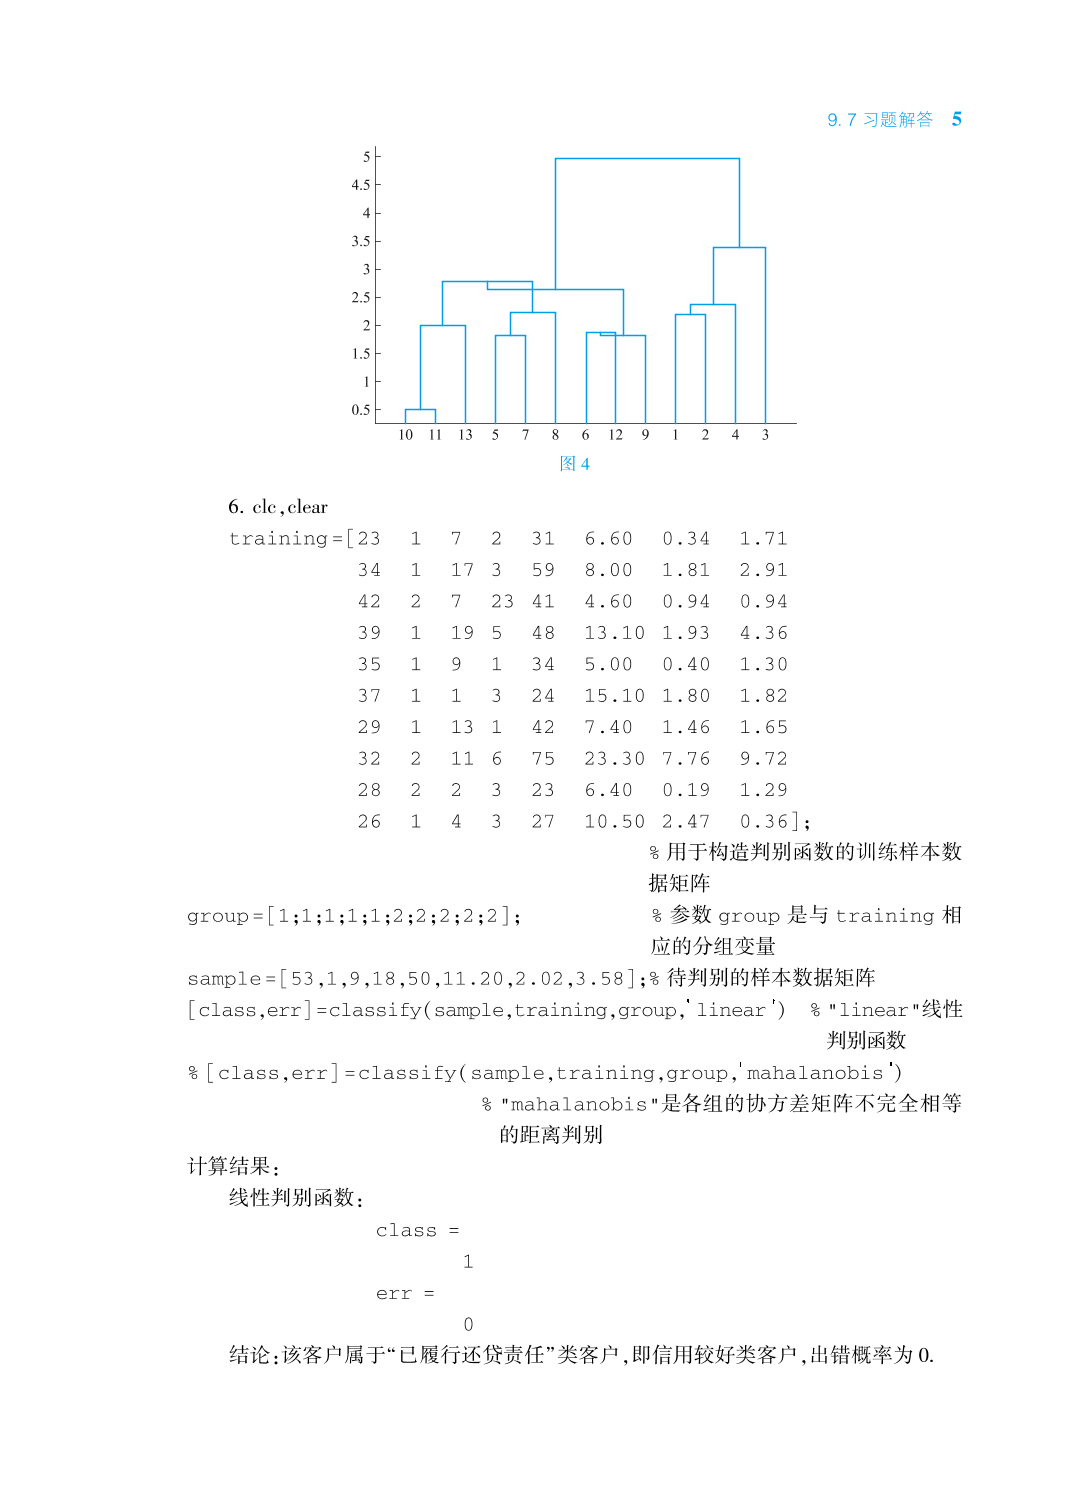 9.7 习题解答 5
5
4.5
4
3.5
3
2.5
2
1.5
1
0.5
10 11 13 5 7 8 6 12 9 1 2 4 3
图 4
6. clc,clear
training=[23 1 7 2 31 6.60 0.34 1.71
34 1 17 3 59 8.00 1.81 2.91
42 2 7 23 41 4.60 0.94 0.94
39 1 19 5 48 13.10 1.93 4.36
35 1 9 1 34 5.00 0.40 1.30
37 1 1 3 24 15.10 1.80 1.82
29 1 13 1 42 7.40 1.46 1.65
32 2 11 6 75 23.30 7.76 9.72
28 2 2 3 23 6.40 0.19 1.29
26 1 4 3 27 10.50 2.47 0.36];
% 用于构造判别函数的训练样本数
据矩阵
group=[1;1;1;1;1;2;2;2;2;2]; % 参数 group 是与 training 相
应的分组变量
sample=[53,1,9,18,50,11.20,2.02,3.58];% 待判别的样本数据矩阵
[class,err]=classify(sample,training,group,'linear') % "linear"线性
判别函数
% [class,err]=classify(sample,training,group,'mahalanobis')
% "mahalanobis"是各组的协方差矩阵不完全相等
的距离判别
计算结果:
线性判别函数:
class =
1
err =
0
结论:该客户属于“已履行还贷责任”类客户,即信用较好类客户,出错概率为 0.